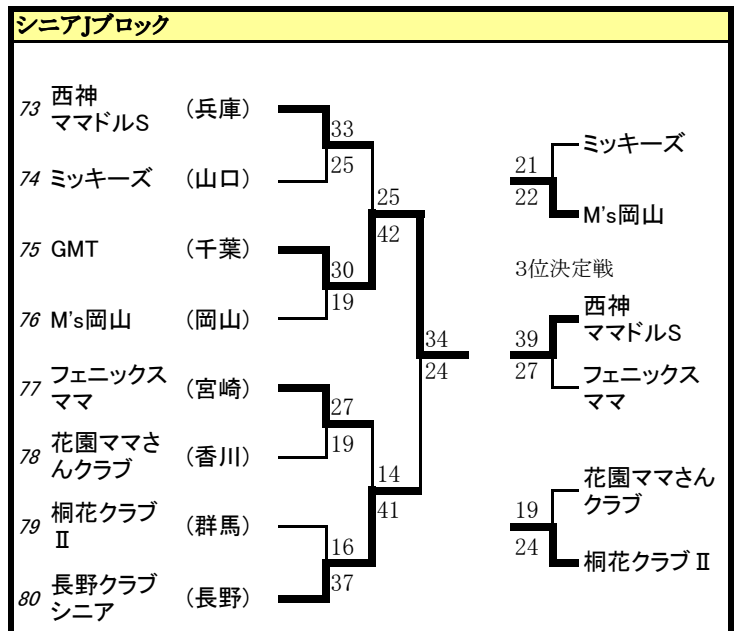 シニアJブロック
73 西神
ママドルS (兵庫)
74 ミッキーズ (山口)
75 GMT (千葉)
76 M's岡山 (岡山)
77 フェニックス
ママ (宮崎)
78 花園ママさ
んクラブ (香川)
79 桐花クラブ
Ⅱ (群馬)
80 長野クラブ
シニア (長野)
33
25
30
19
27
19
16
37
25
42
14
41
34
24
ミッキーズ
21
22
M's岡山
3位決定戦
西神
ママドルS
39
27
フェニックス
ママ
花園ママさん
クラブ
19
24
桐花クラブⅡ